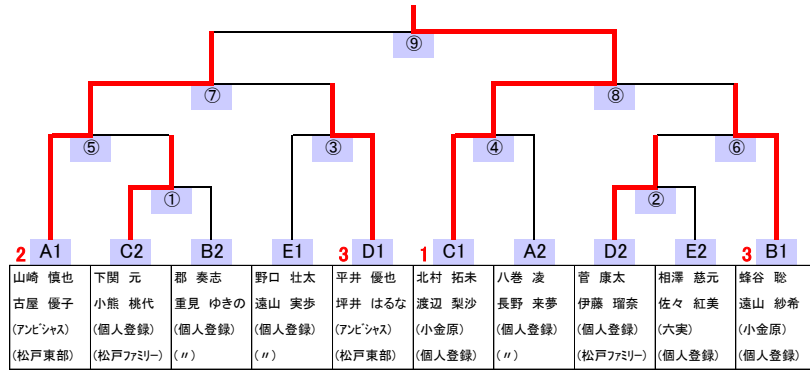 ⑨
⑦ ⑧
⑤ ③ ④ ⑥
① ②
2 A1 C2 B2 E1 3 D1 1 C1 A2 D2 E2 3 B1
山崎 慎也 下関 元 郡 奏志 野口 壮太 平井 優也 北村 拓未 八巻 凌 菅 康太 相澤 慈元 蜂谷 聡
古屋 優子 小熊 桃代 重見 ゆきの 遠山 実歩 坪井 はるな 渡辺 梨沙 長野 来夢 伊藤 瑠奈 佐々 紅美 遠山 紗希
(アンビシャス) (個人登録) (個人登録) (個人登録) (アンビシャス) (小金原) (個人登録) (個人登録) (六実) (小金原)
(松戸東部) (松戸ファミリー) (〃) (〃) (松戸東部) (個人登録) (〃) (松戸ファミリー) (個人登録) (個人登録)